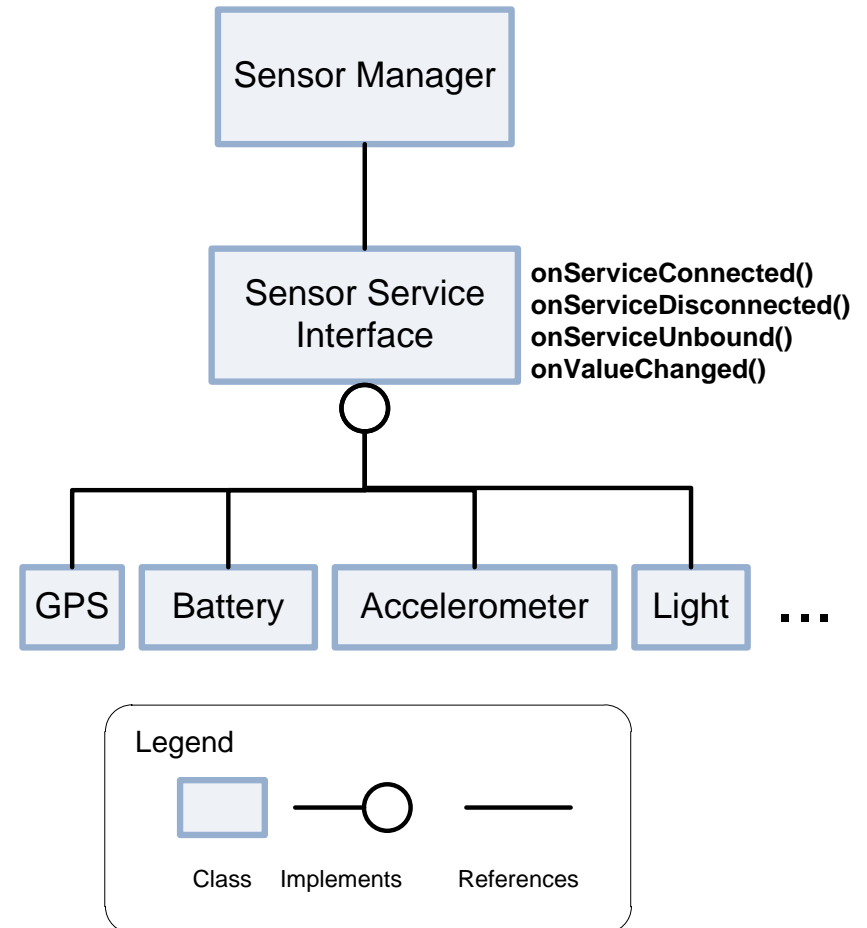 Sensor Manager
Sensor Service
Interface
onServiceConnected()
onServiceDisconnected()
onServiceUnbound()
onValueChanged()
GPS
Battery
Accelerometer
Light
...
Legend
Class
Implements
References